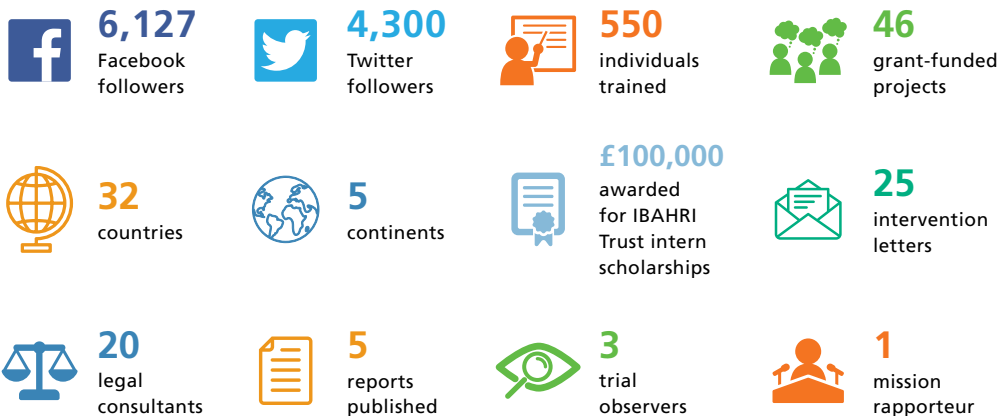 6,127
Facebook
followers
4,300
Twitter
followers
550
individuals
trained
46
grant-funded
projects
32
countries
5
continents
£100,000
awarded
for IBAHRI
Trust intern
scholarships
25
intervention
letters
20
legal
consultants
5
reports
published
3
trial
observers
1
mission
rapporteur